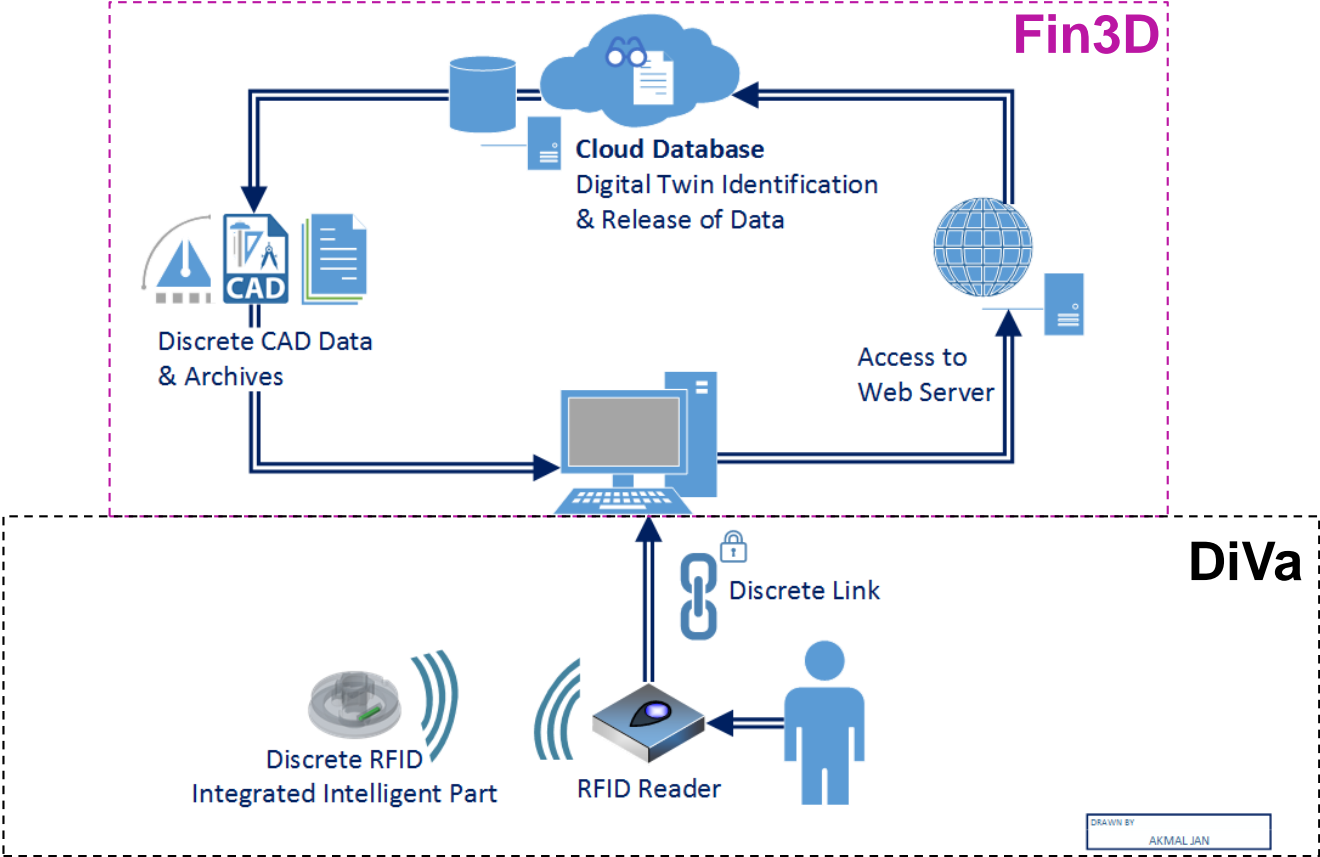 Fin3D
Cloud Database
Digital Twin Identification
& Release of Data
CAD
Discrete CAD Data
& Archives
Access to
Web Server
DiVa
Discrete Link
Discrete RFID
Integrated Intelligent Part
RFID Reader
DRAWN BY
AKMAL JAN